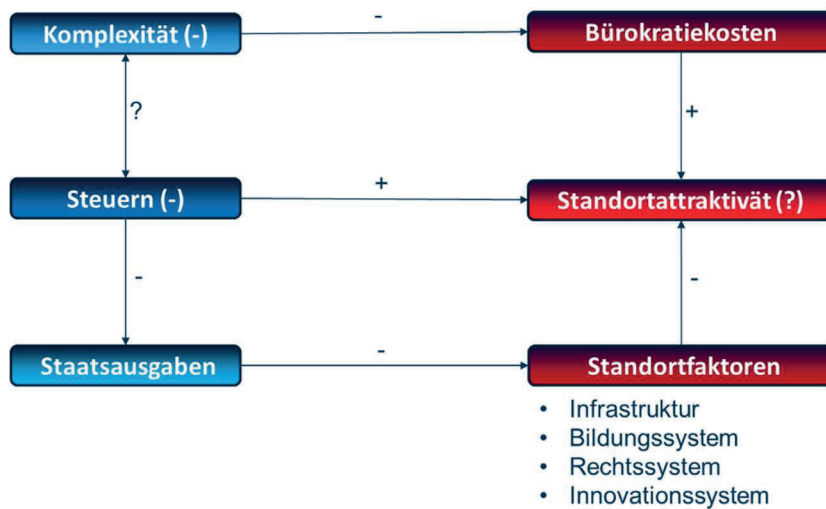 Komplexität (-)
-
Bürokratiekosten
?
+
Steuern (-)
+
Standortattraktivät (?)
-
-
Staatsausgaben
-
Standortfaktoren
• Infrastruktur
• Bildungssystem
• Rechtssystem
• Innovationssystem